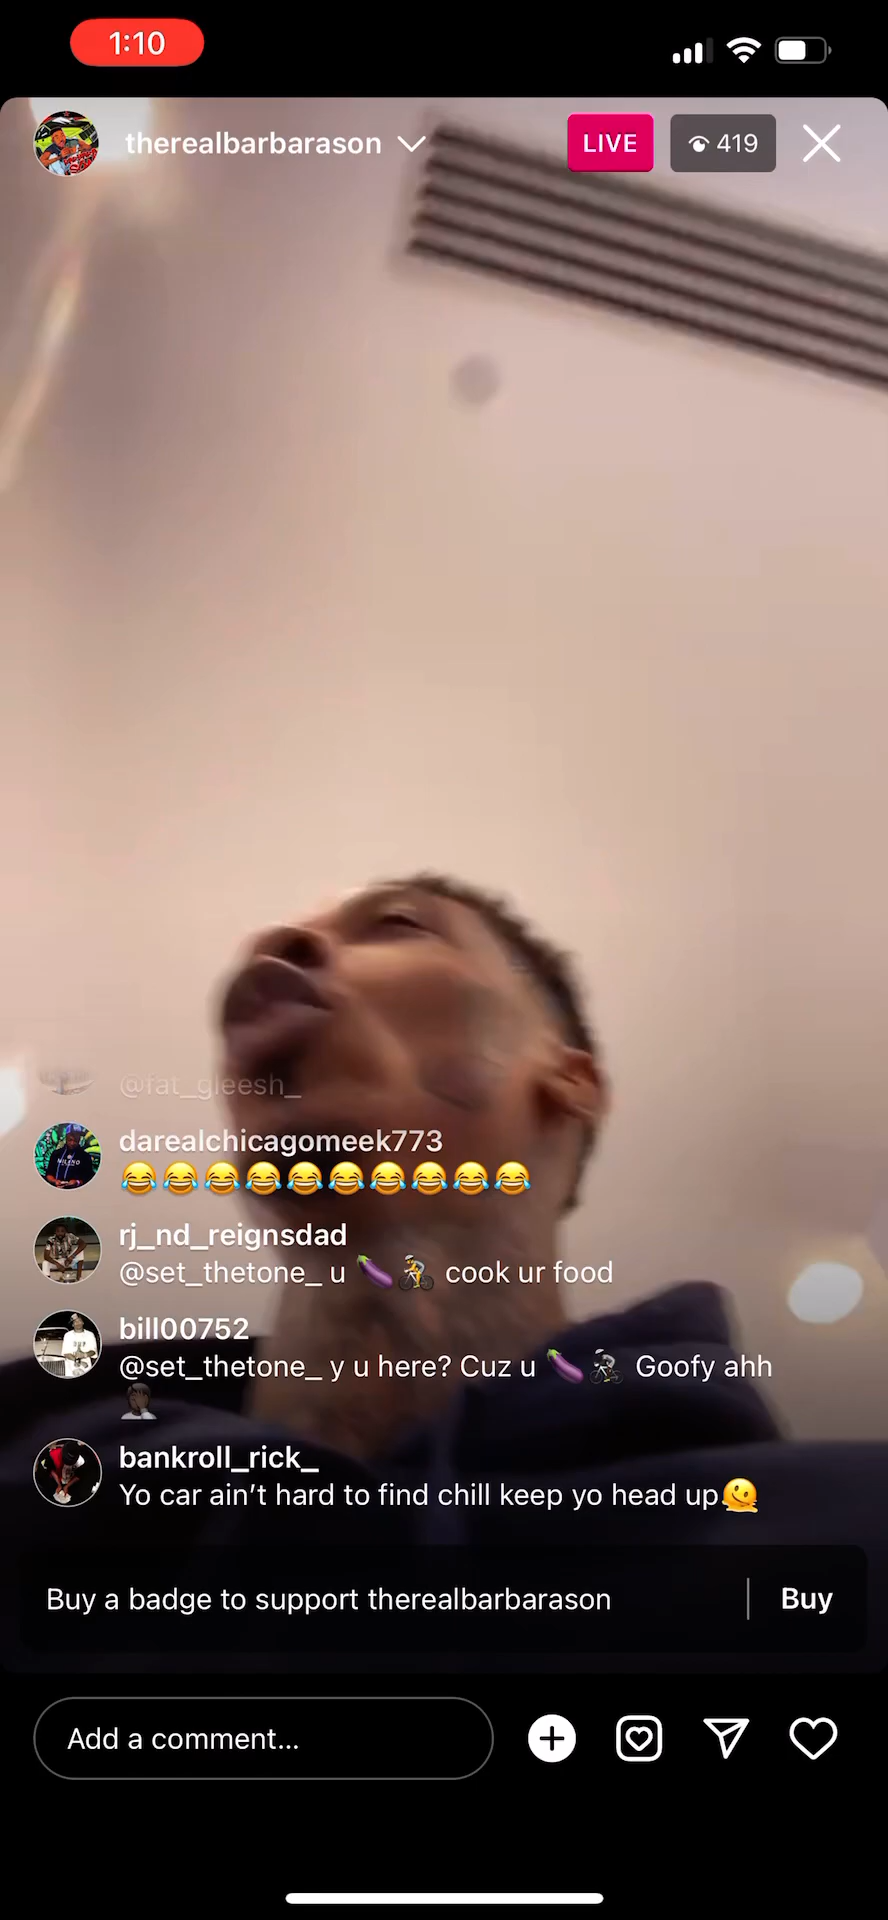 1:10
therealbarbarason
LIVE
419
@fat_gleesh_
darealchicagomeek773
😂😂😂😂😂😂😂😂😂😂
rj_nd_reignsdad
@set_thetone_ u 🍆🚴 cook ur food
bill00752
@set_thetone_ y u here? Cuz u 🍆🚴🏿 Goofy ahh
🤦🏿
bankroll_rick_
Yo car ain’t hard to find chill keep yo head up🫠
Buy a badge to support therealbarbarason
Buy
Add a comment...